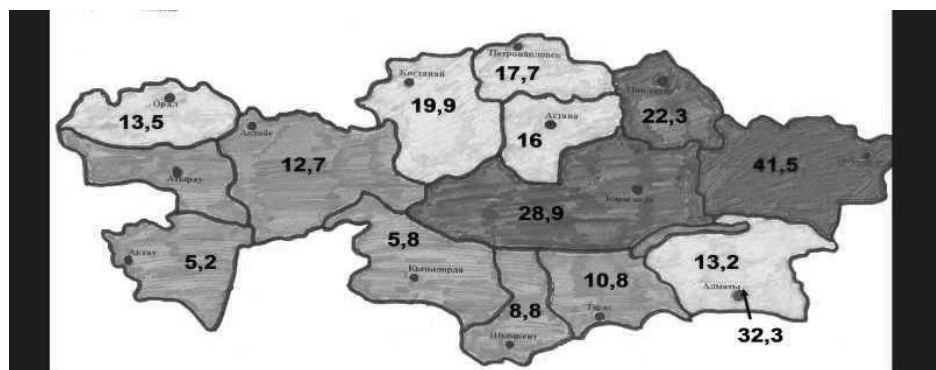 Петропавловск
17,7
Костанай
19,9
Павлодар
22,3
Орал
13,5
Астана
16
Актобе
12,7
41,5
Атырау
Караганда
28,9
5,8
Актау
5,2
Кызылорда
10,8
13,2
Алматы
8,8
Тараз
32,3
Шымкент